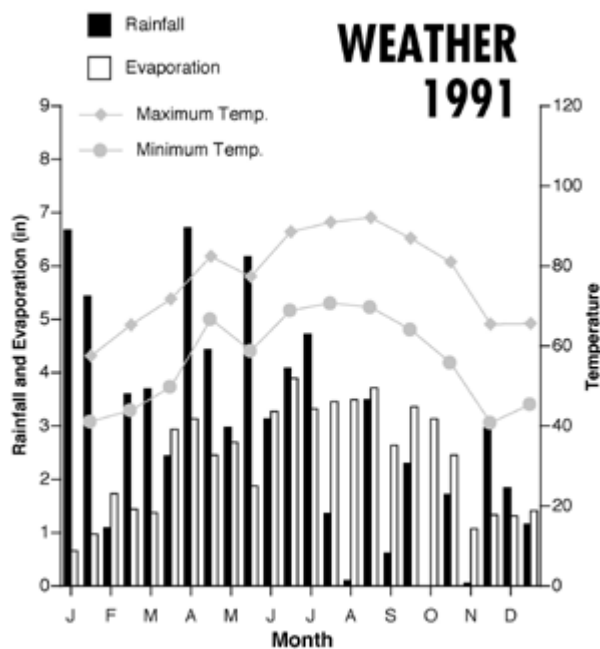 Rainfall
Evaporation
Maximum Temp.
Minimum Temp.
WEATHER
1991
9
8
7
6
5
4
3
2
1
0
Rainfall and Evaporation (in)
120
100
80
60
40
20
0
Temperature
J F M A M J J A S O N D
Month